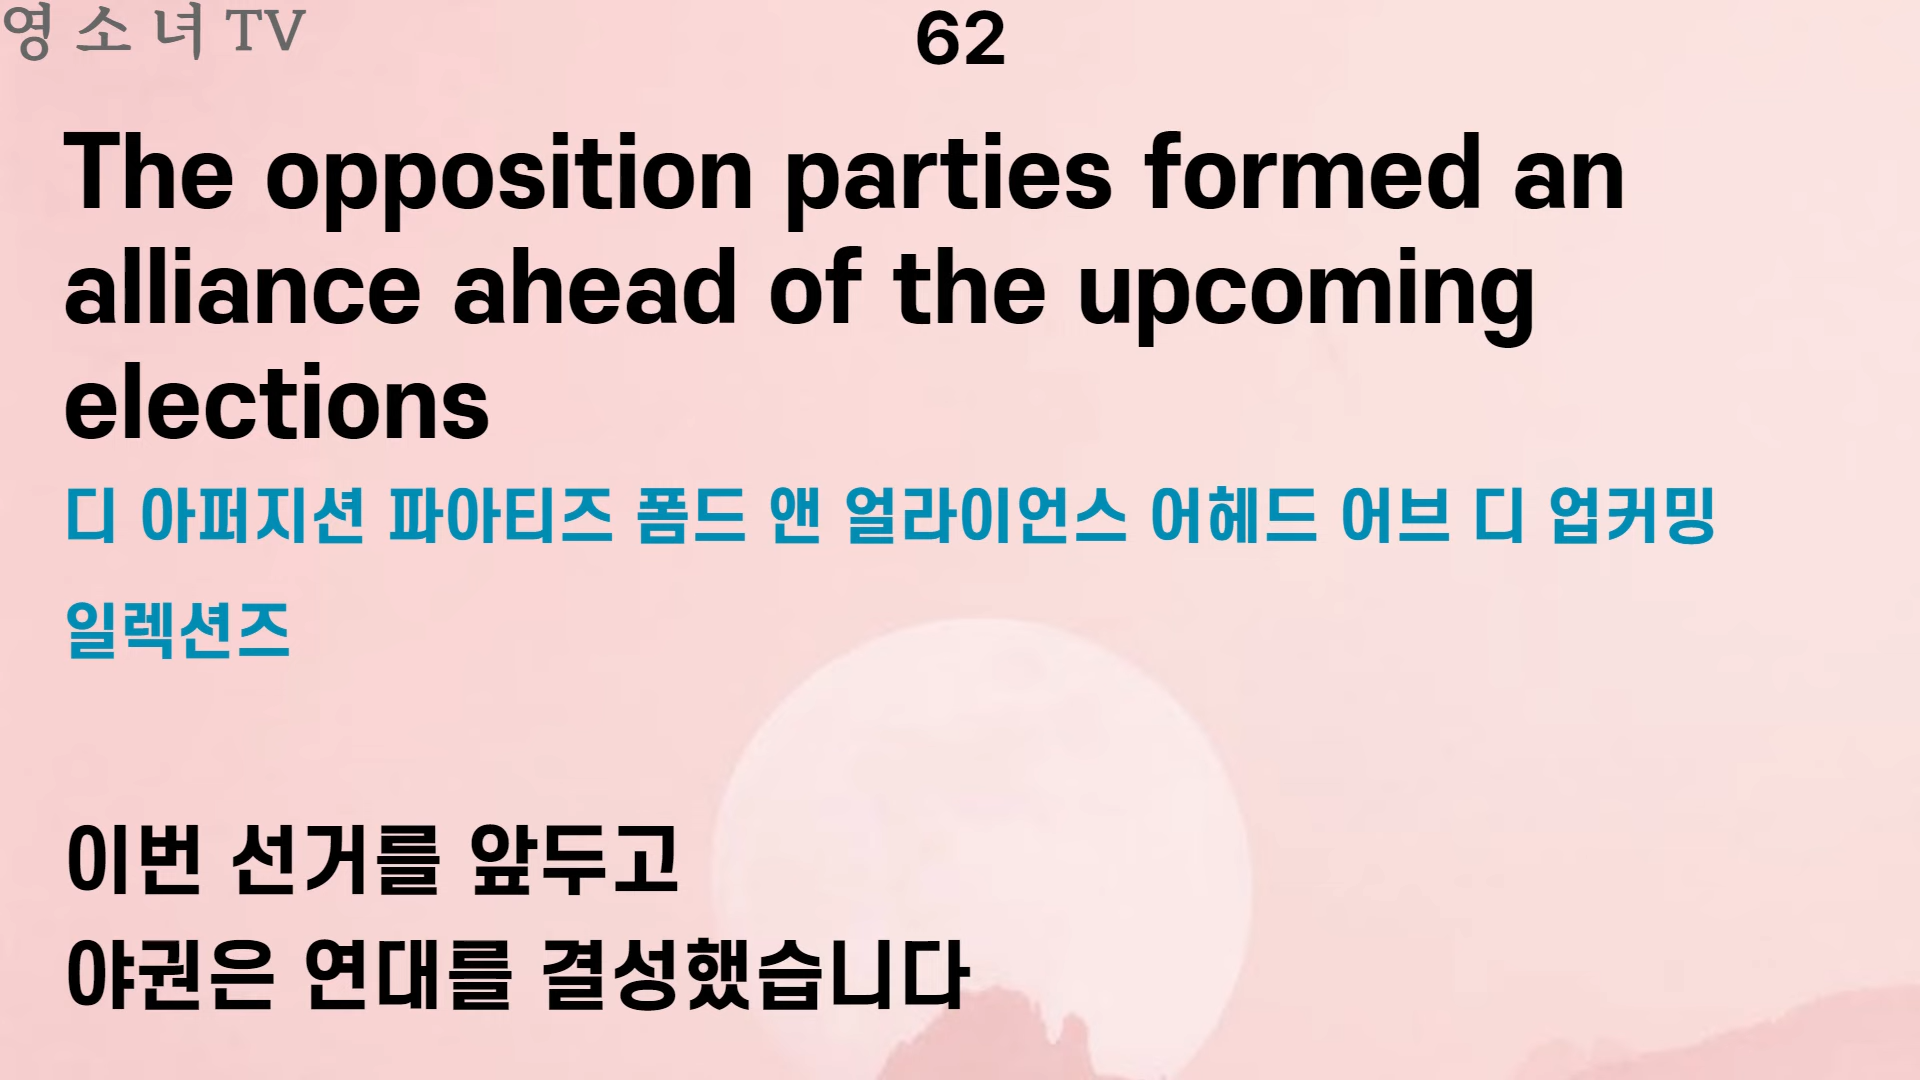 영소녀TV
62
The opposition parties formed an
alliance ahead of the upcoming
elections
디 아퍼지션 파아티즈 폼드 앤 얼라이언스 어헤드 어브 디 업커밍
일렉션즈
이번 선거를 앞두고
야권은 연대를 결성했습니다